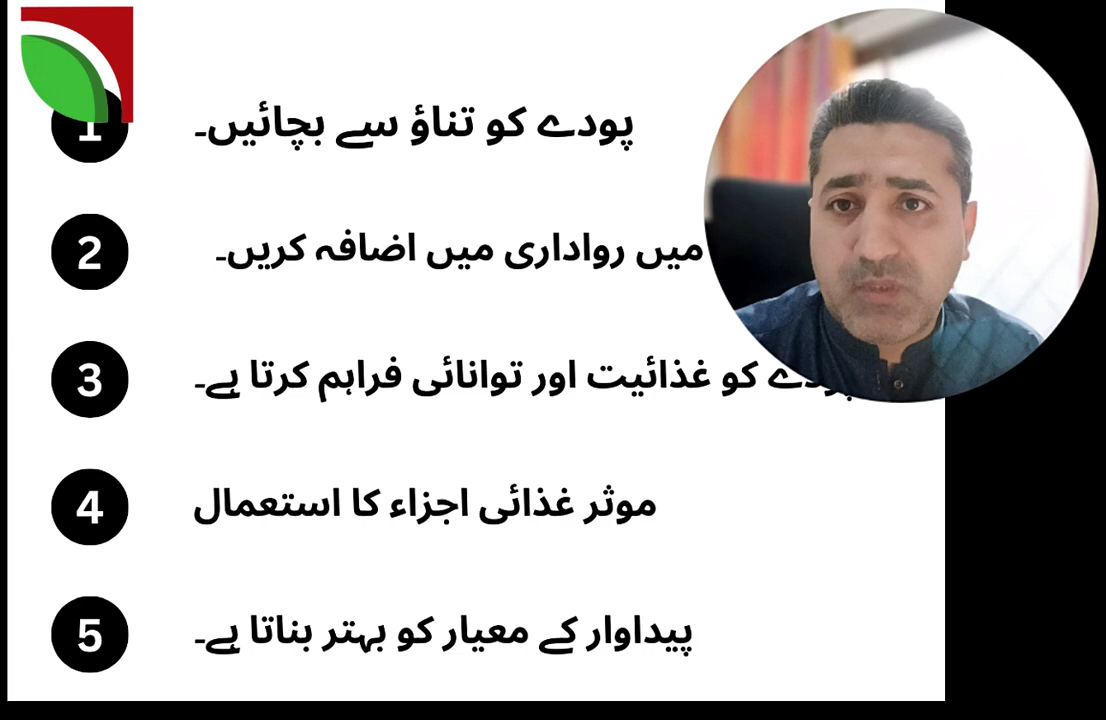 1 پودے کو تناؤ سے بچائیں۔
2 میں رواداری میں اضافہ کریں۔
3 کو غذائیت اور توانائی فراہم کرتا ہے۔
4 موثر غذائی اجزاء کا استعمال
5 پیداوار کے معیار کو بہتر بناتا ہے۔